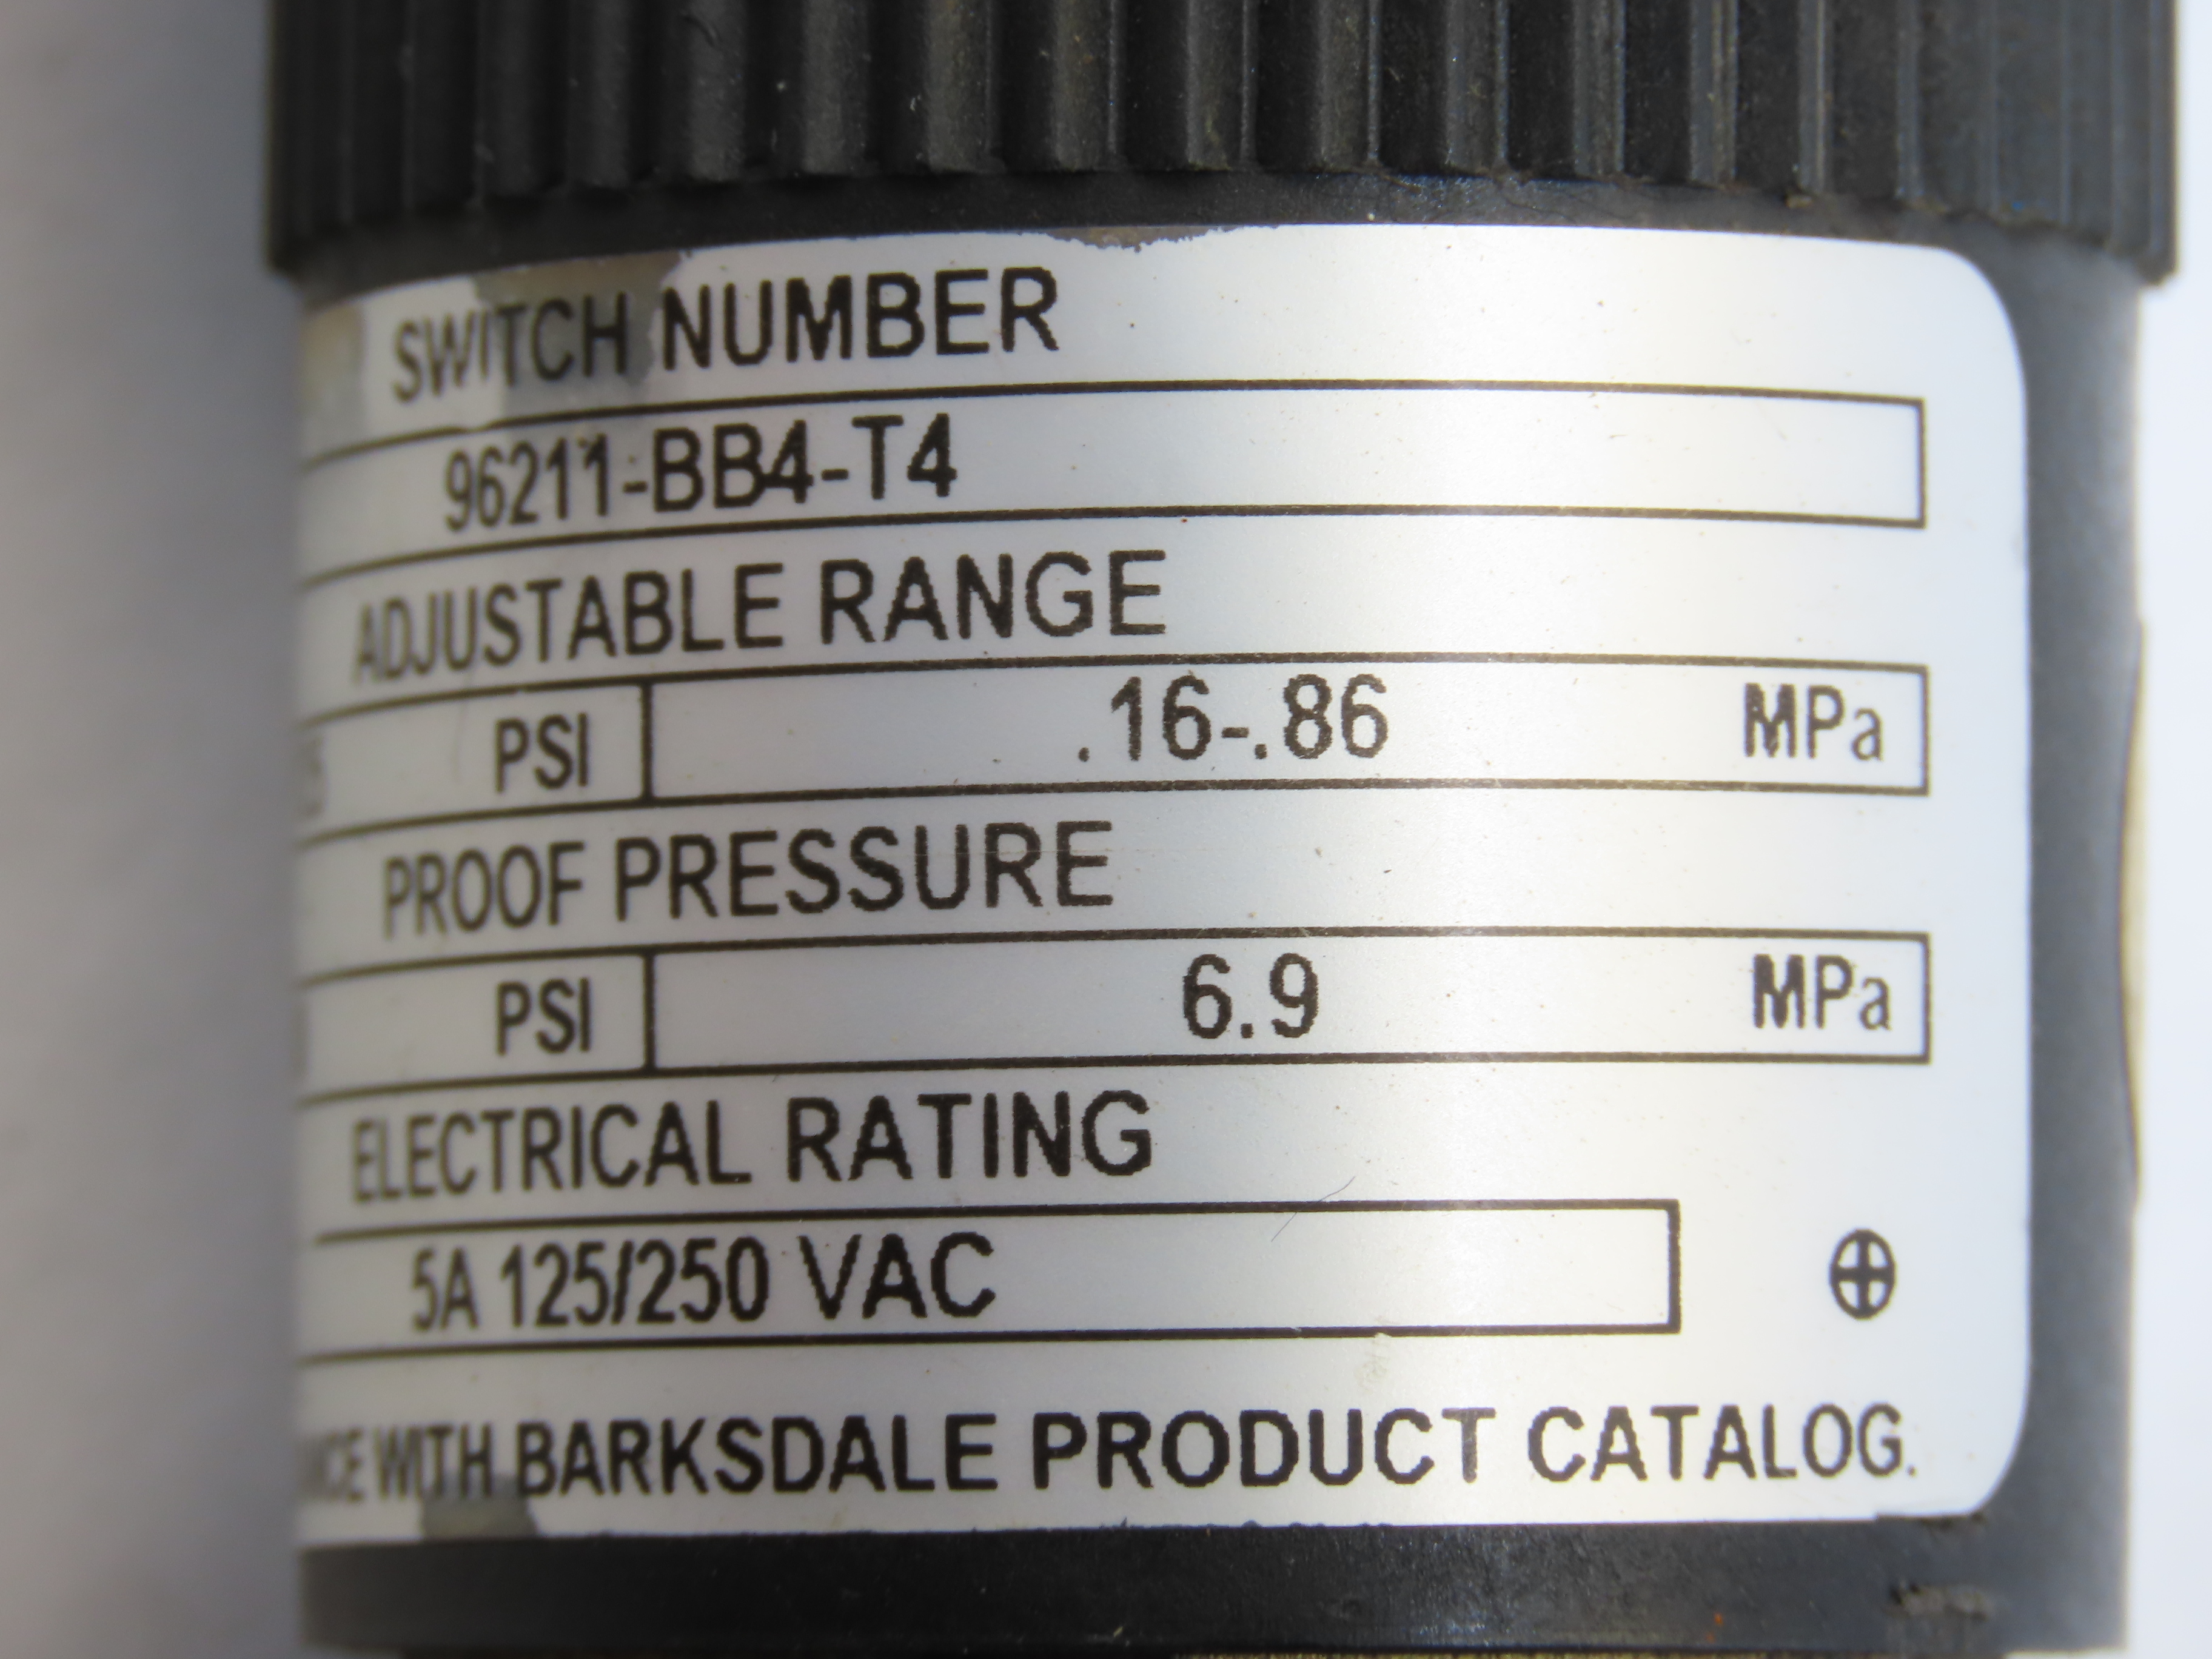 SWITCH NUMBER
96211-BB4-T4
ADJUSTABLE RANGE
PSI .16-.86 MPa
PROOF PRESSURE
PSI 6.9 MPa
ELECTRICAL RATING
5A 125/250 VAC
WITH BARKSDALE PRODUCT CATALOG.